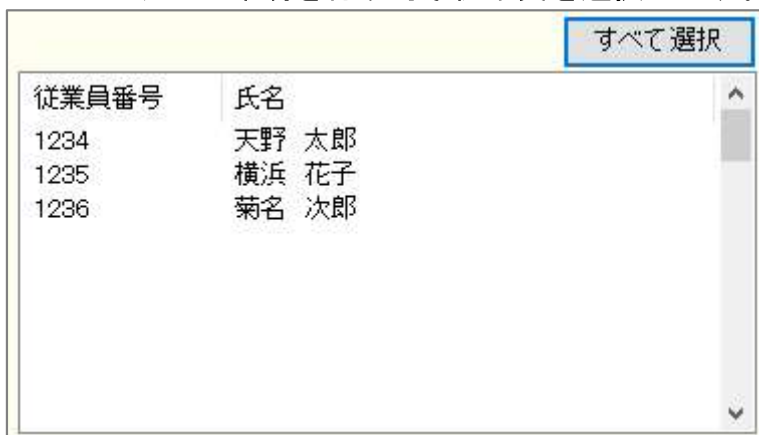 すべて選択
従業員番号 氏名
1234 天野 太郎
1235 横浜 花子
1236 菊名 次郎